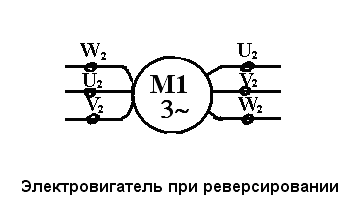 W₂ U₂
U₂ M1 V₂
V₂ 3~ W₂
Электровигатель при реверсировании